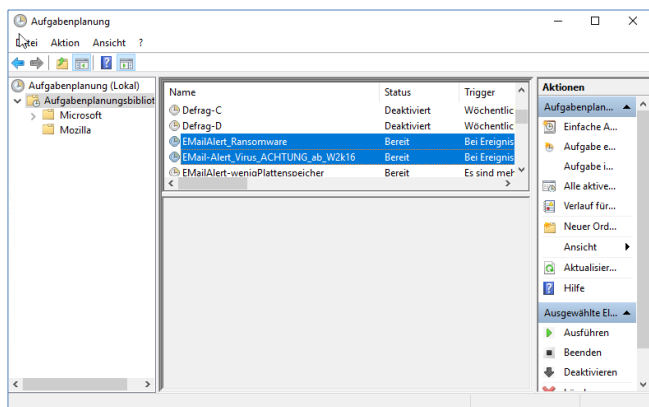 Aufgabenplanung
Datei Aktion Ansicht ?
Aufgabenplanung (Lokal)
Aufgabenplanungsbibliot
Microsoft
Mozilla
Name Status Trigger
Defrag-C Deaktiviert Wöchentlic
Defrag-D Deaktiviert Wöchentlic
EMailAlert_Ransomware Bereit Bei Ereignis
EMail-Alert_Virus_ACHTUNG_ab_W2k16 Bereit Bei Ereignis
EMailAlert-wenigPlattenspeicher Bereit Es sind meh
Aktionen
Aufgabenplan...
Einfache A...
Aufgabe e...
Aufgabe i...
Alle aktive...
Verlauf für...
Neuer Ord...
Ansicht
Aktualisier...
Hilfe
Ausgewählte El...
Ausführen
Beenden
Deaktivieren